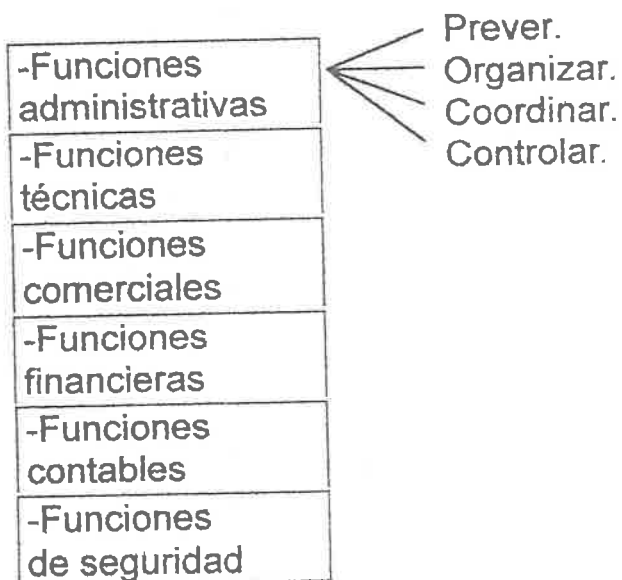 -Funciones
administrativas
Prever.
Organizar.
Coordinar.
Controlar.
-Funciones
técnicas
-Funciones
comerciales
-Funciones
financieras
-Funciones
contables
-Funciones
de seguridad